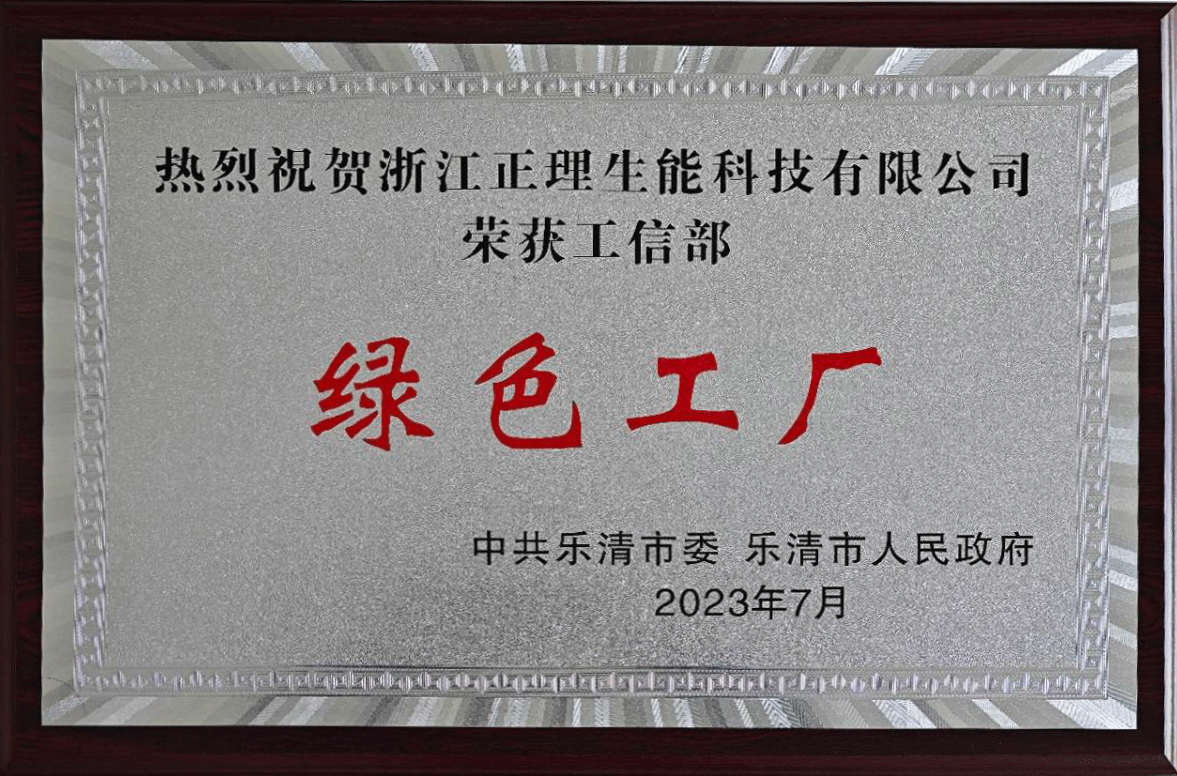 热烈祝贺浙江正理生能科技有限公司
荣获工信部
绿色工厂
中共乐清市委 乐清市人民政府
2023年7月